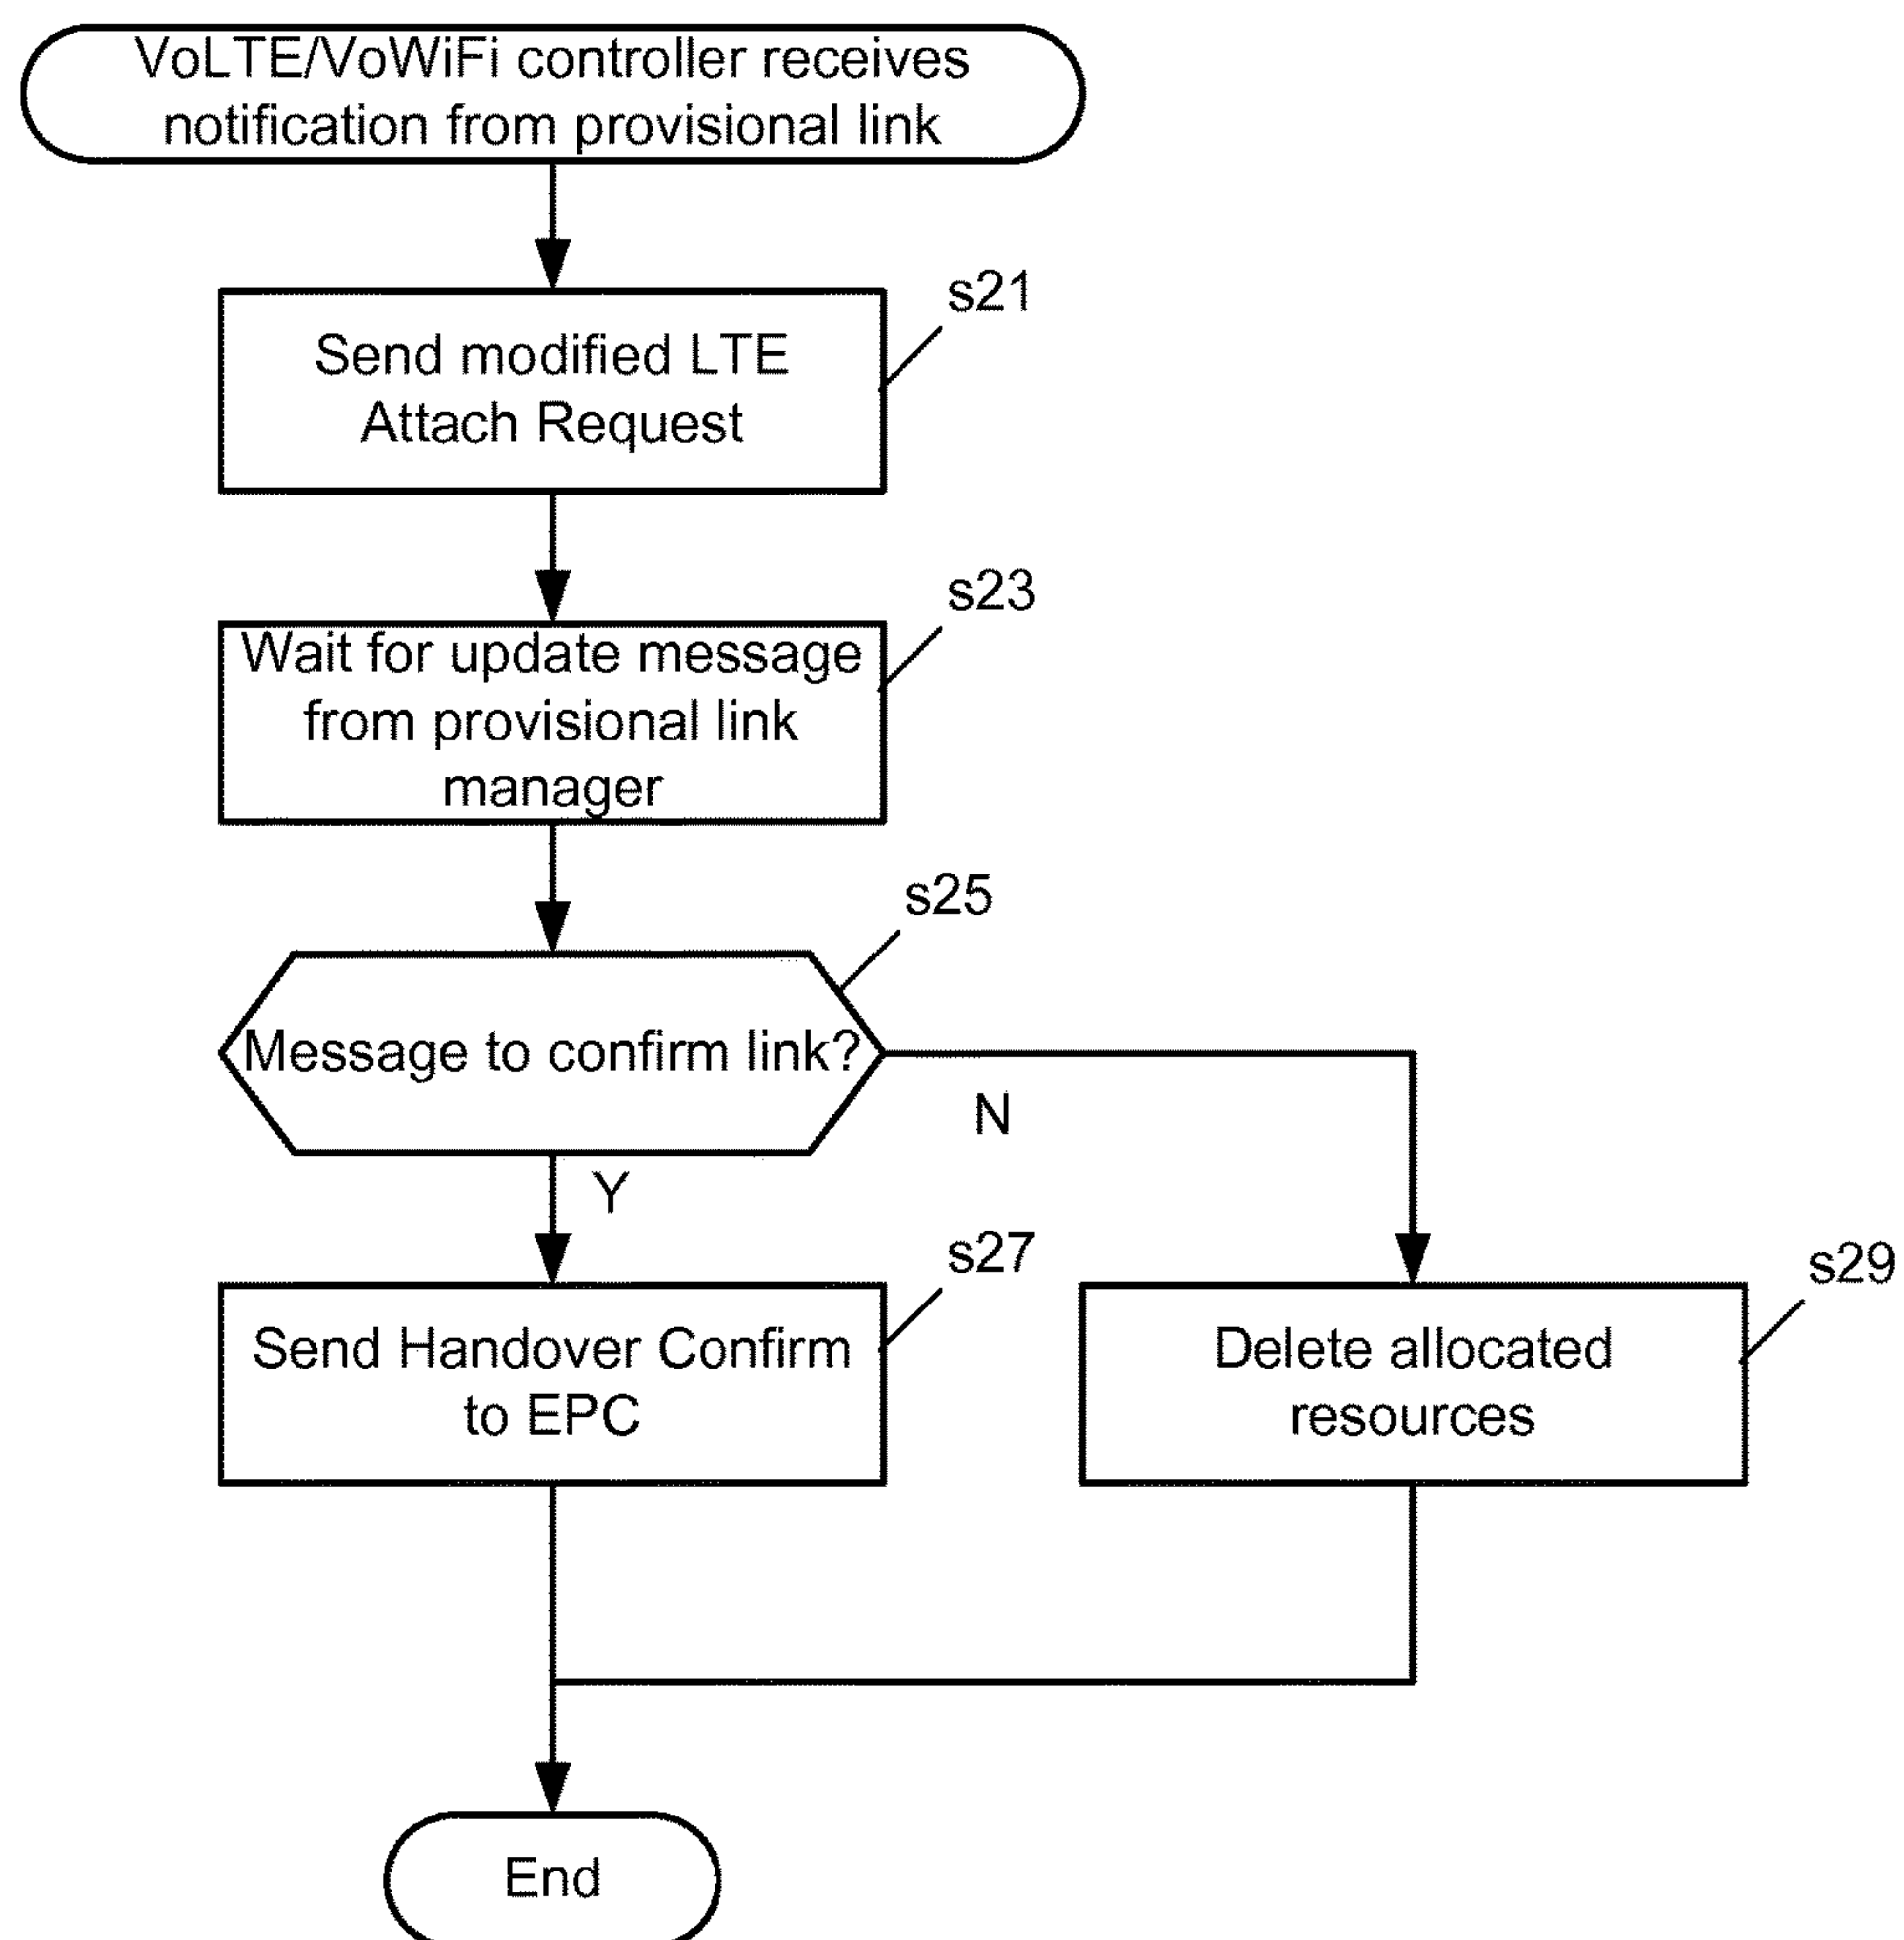 VoLTE/VoWiFi controller receives
notification from provisional link
s21
Send modified LTE
Attach Request
s23
Wait for update message
from provisional link
manager
s25
Message to confirm link?
N
Y
s27
s29
Send Handover Confirm
to EPC
Delete allocated
resources
End